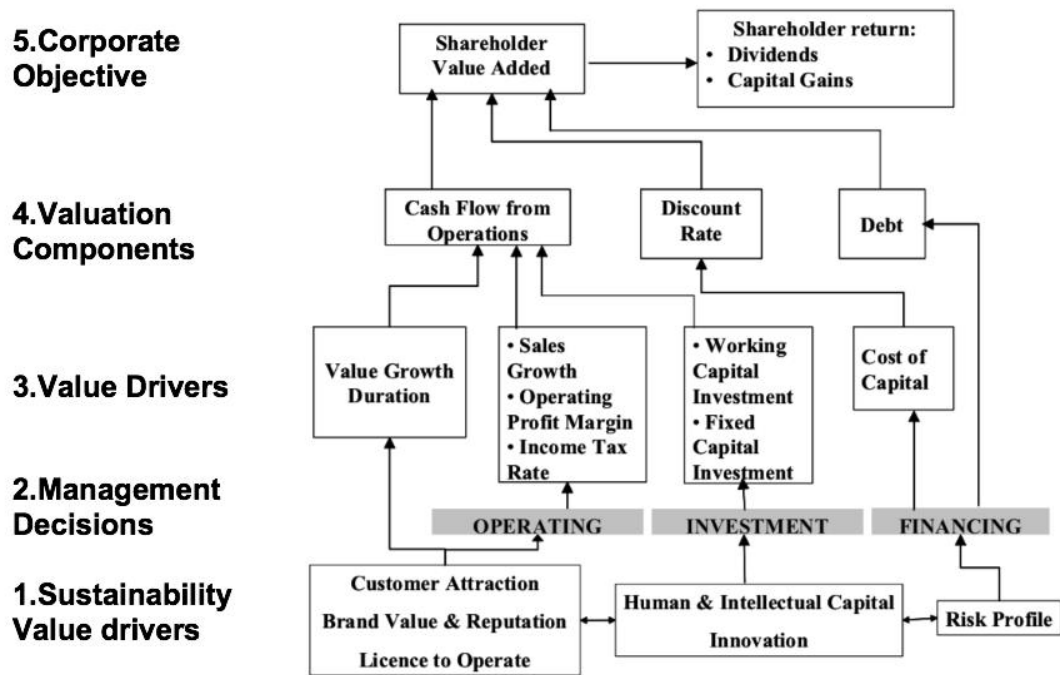 5.Corporate
Objective
Shareholder
Value Added
Shareholder return:
• Dividends
• Capital Gains
4.Valuation
Components
Cash Flow from
Operations
Discount
Rate
Debt
3.Value Drivers
Value Growth
Duration
• Sales
Growth
• Operating
Profit Margin
• Income Tax
Rate
• Working
Capital
Investment
• Fixed
Capital
Investment
Cost of
Capital
2.Management
Decisions
OPERATING
INVESTMENT
FINANCING
1.Sustainability
Value drivers
Customer Attraction
Brand Value & Reputation
Licence to Operate
Human & Intellectual Capital
Innovation
Risk Profile